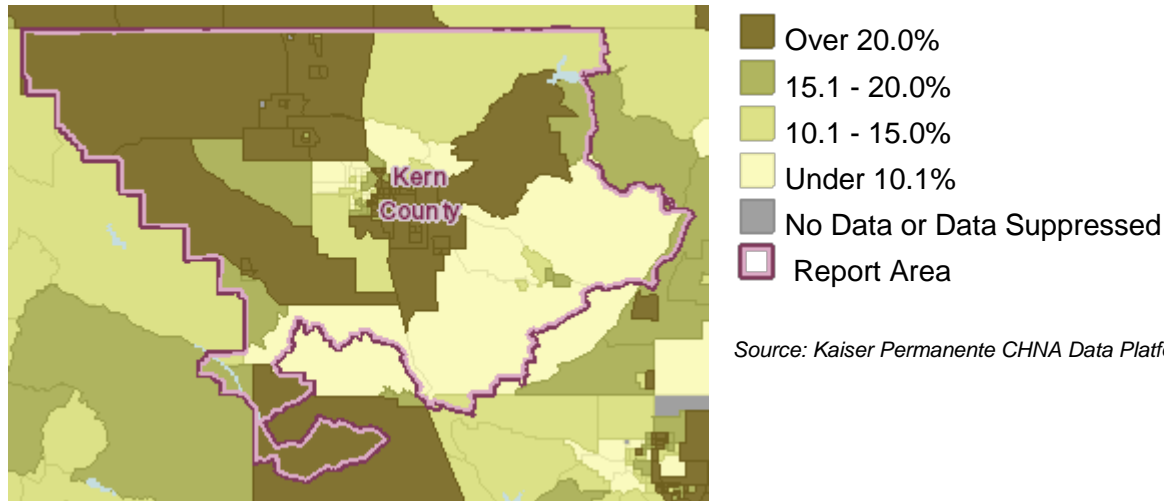 Kern
County
Over 20.0%
15.1 - 20.0%
10.1 - 15.0%
Under 10.1%
No Data or Data Suppressed
Report Area
Source: Kaiser Permanente CHNA Data